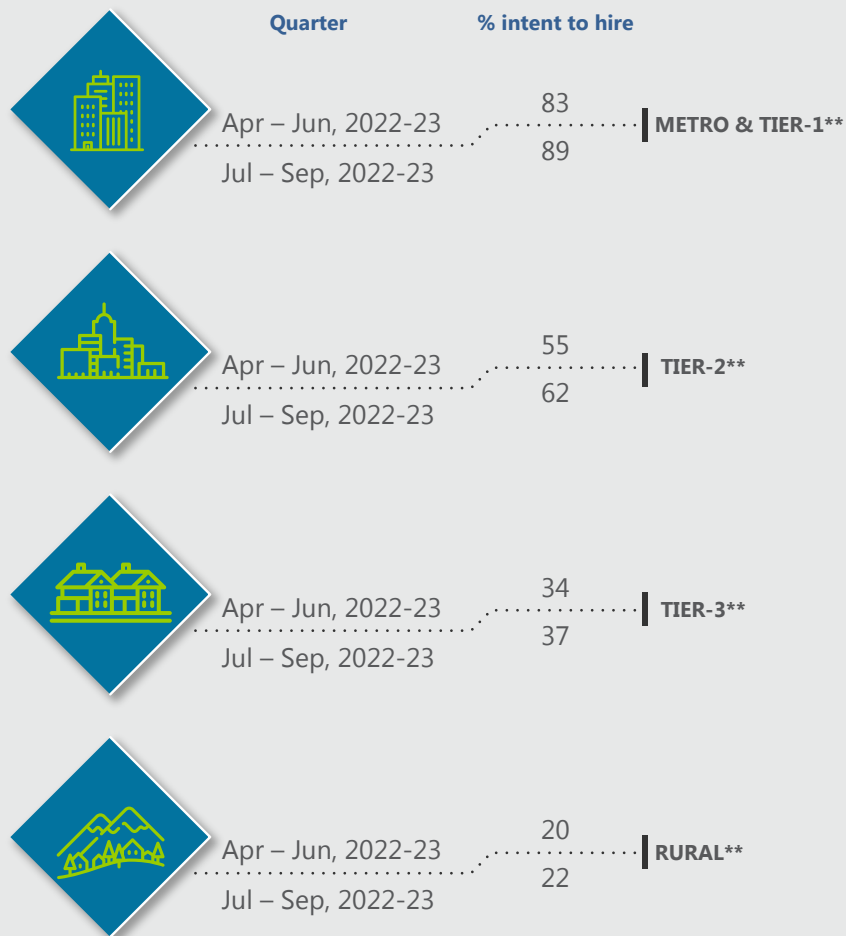 Quarter % intent to hire
Apr – Jun, 2022-23 83
METRO & TIER-1**
Jul – Sep, 2022-23 89
Apr – Jun, 2022-23 55
TIER-2**
Jul – Sep, 2022-23 62
Apr – Jun, 2022-23 34
TIER-3**
Jul – Sep, 2022-23 37
Apr – Jun, 2022-23 20
RURAL**
Jul – Sep, 2022-23 22